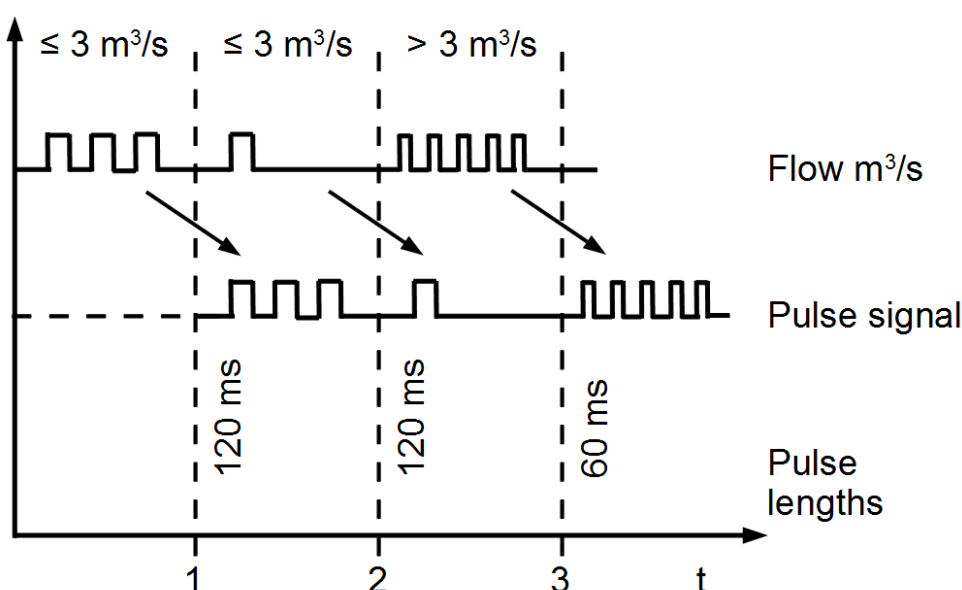 ≤ 3 m³/s ≤ 3 m³/s > 3 m³/s
Flow m³/s
Pulse signal
120 ms 120 ms 60 ms
Pulse
lengths
1 2 3 t